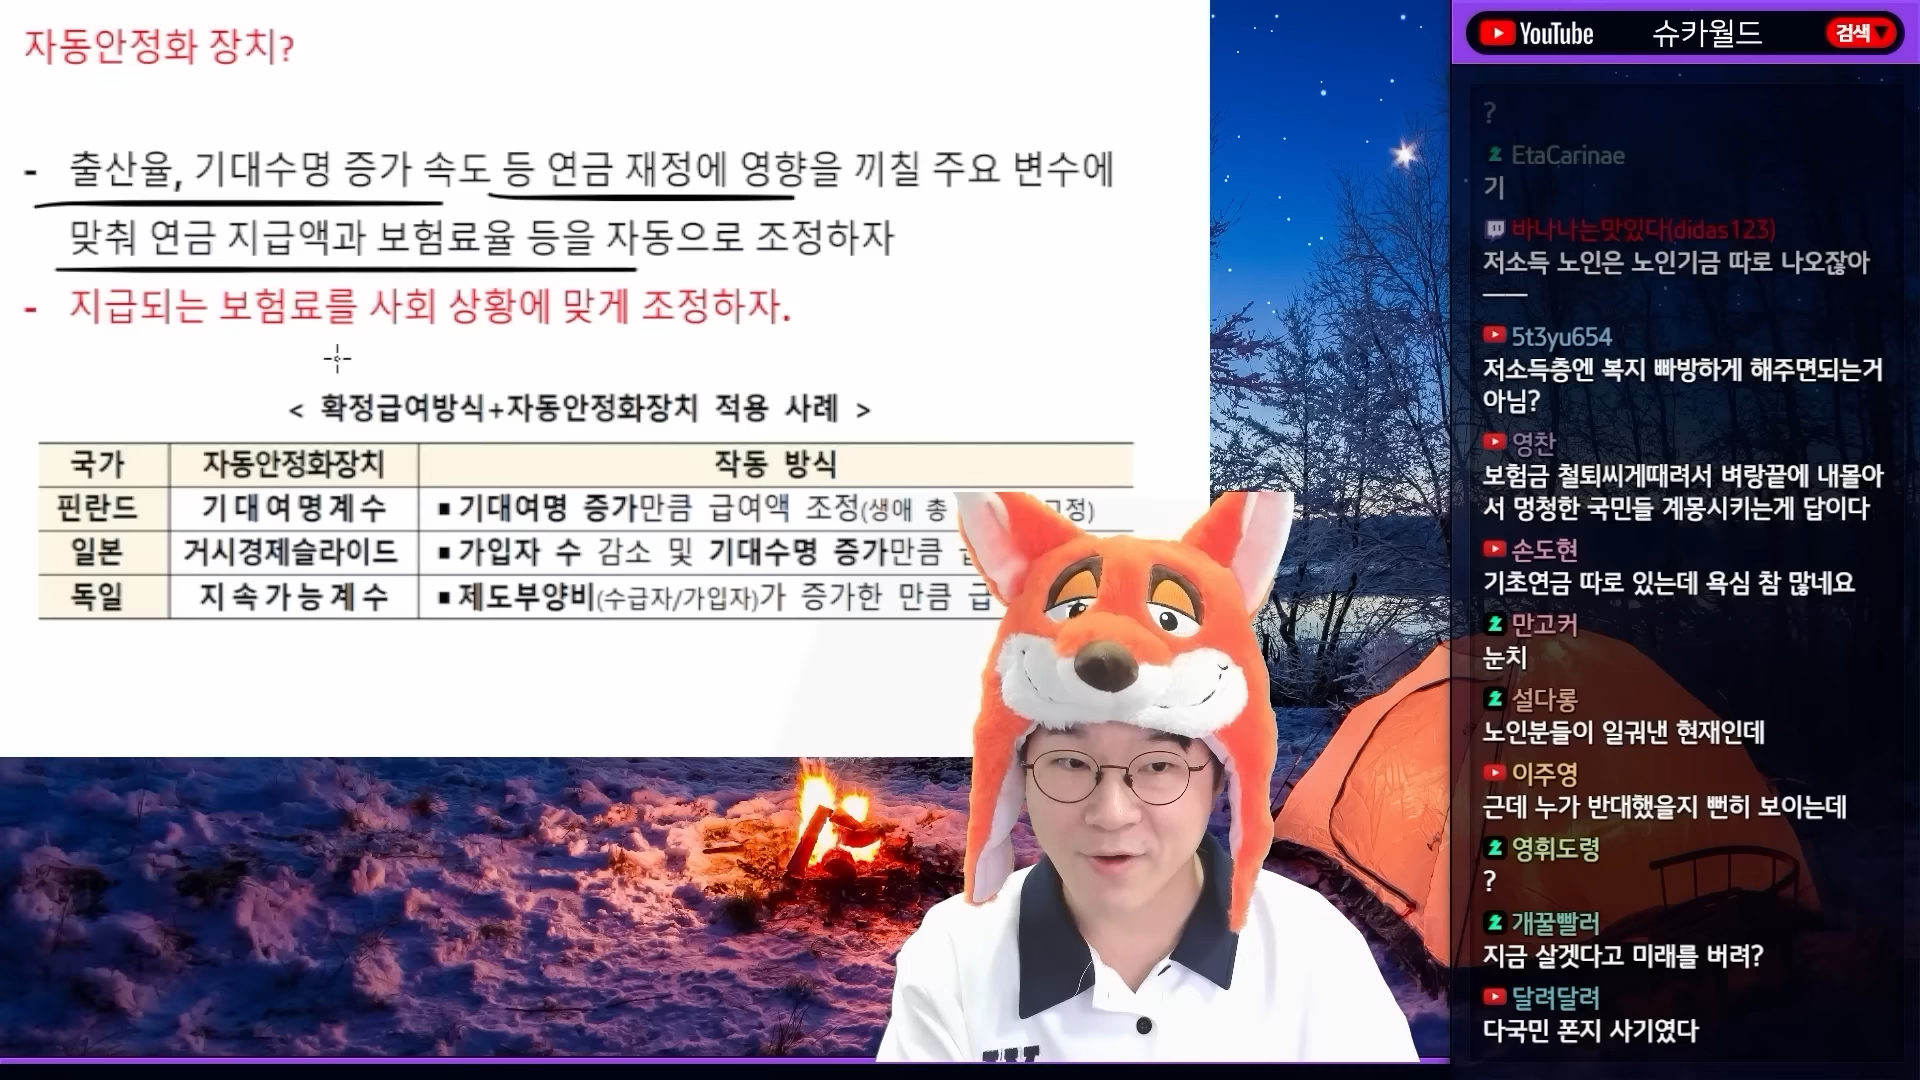 자동안정화 장치?
- 출산율, 기대수명 증가 속도 등 연금 재정에 영향을 끼칠 주요 변수에
맞춰 연금 지급액과 보험료율 등을 자동으로 조정하자
- 지급되는 보험료를 사회 상황에 맞게 조정하자.
< 확정급여방식+자동안정화장치 적용 사례 >
국가 자동안정화장치 작동 방식
핀란드 기대여명계수 ▪기대여명 증가만큼 급여액 조정(생애 총
일본 거시경제슬라이드 ▪가입자 수 감소 및 기대수명 증가만큼
독일 지속가능계수 ▪제도부양비(수급자/가입자)가 증가한 만큼
YouTube 슈카월드 검색
?
EtaCarinae
기
바나나는맛있다(didas123)
저소득 노인은 노인기금 따로 나오잖아
ㅡㅡ
5t3yu654
저소득층엔 복지 빠방하게 해주면되는거
아님?
영찬
보험금 철퇴씨게때려서 벼랑끝에 내몰아
서 멍청한 국민들 계몽시키는게 답이다
손도현
기초연금 따로 있는데 욕심 참 많네요
만고커
눈치
설다롱
노인분들이 일궈낸 현재인데
이주영
근데 누가 반대했을지 뻔히 보이는데
영휘도령
?
개꿀빨러
지금 살겟다고 미래를 버려?
달려달려
다국민 폰지 사기였다